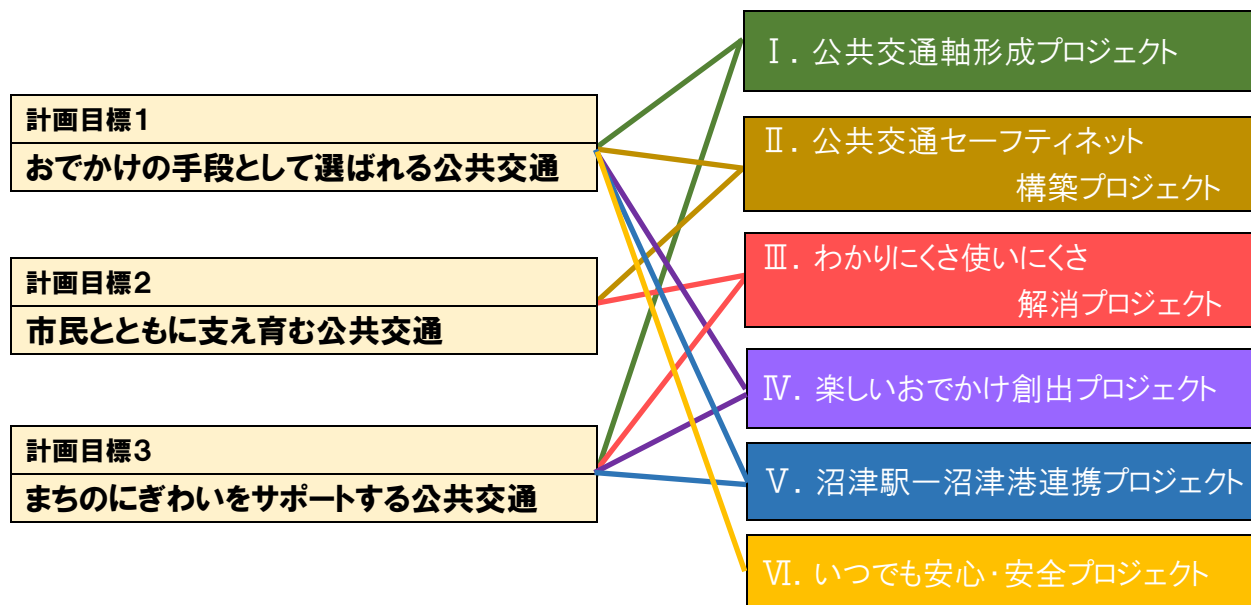 計画目標1
おでかけの手段として選ばれる公共交通
計画目標2
市民とともに支え育む公共交通
計画目標3
まちのにぎわいをサポートする公共交通
Ⅰ．公共交通軸形成プロジェクト
Ⅱ．公共交通セーフティネット
構築プロジェクト
Ⅲ．わかりにくさ使いにくさ
解消プロジェクト
Ⅳ．楽しいおでかけ創出プロジェクト
Ⅴ．沼津駅ー沼津港連携プロジェクト
Ⅵ．いつでも安心・安全プロジェクト